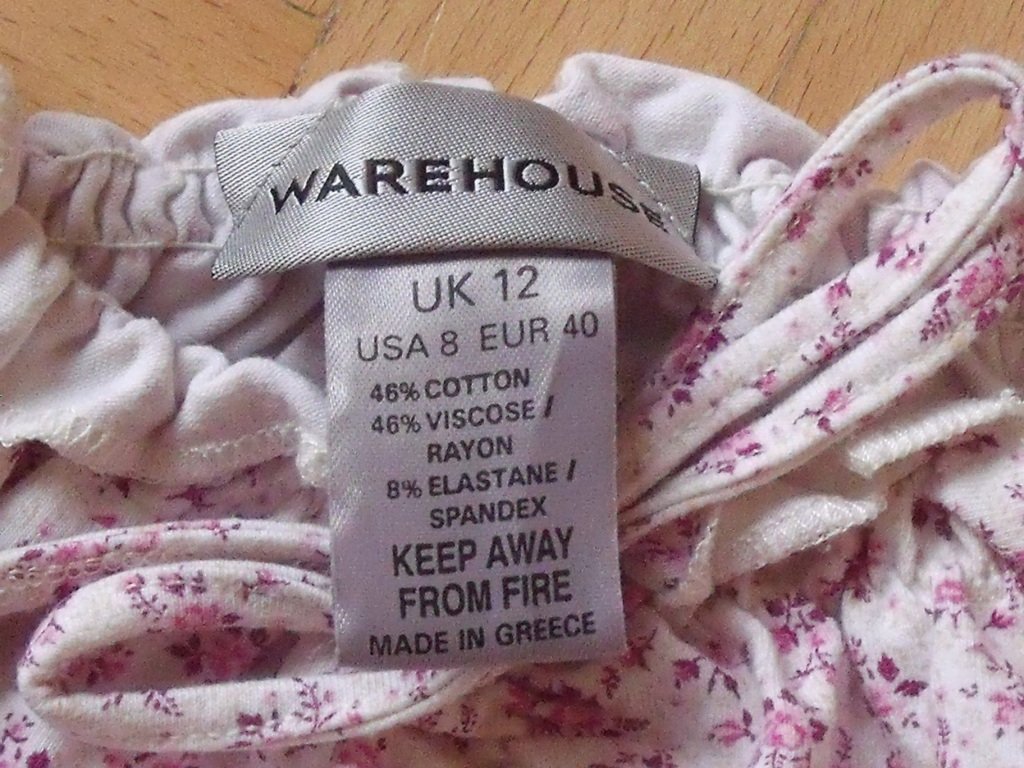 WAREHOUSE
UK 12
USA 8 EUR 40
46% COTTON
46% VISCOSE /
RAYON
8% ELASTANE /
SPANDEX
KEEP AWAY
FROM FIRE
MADE IN GREECE